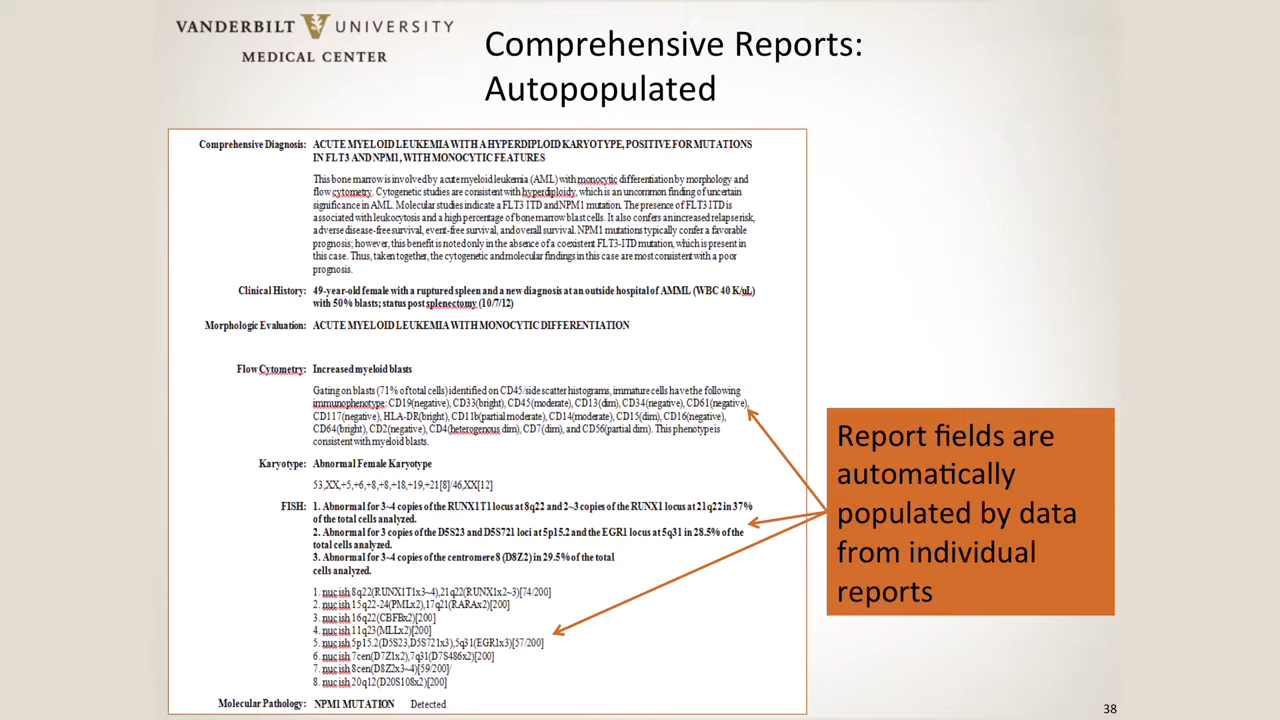 VANDERBILT UNIVERSITY
MEDICAL CENTER
Comprehensive Reports:
Autopopulated
Comprehensive Diagnosis: ACUTE MYELOID LEUKEMIA WITH A HYPERDIPLOID KARYOTYPE, POSITIVE FOR MUTATIONS
IN FLT3 AND NPM1, WITH MONOCYTIC FEATURES
This bone marrow is involved by acute myeloid leukemia (AML) with monocytic differentiation by morphology and
flow cytometry. Cytogenetic studies are consistent with hyperdiploidy, which is an uncommon finding of uncertain
significance in AML. Molecular studies indicate a FLT3 ITD and NPM1 mutation. The presence of FLT3 ITD is
associated with leukocytosis and a high percentage of bone marrow blast cells. It also confers an increased relapse risk,
adverse disease-free survival, event-free survival, and overall survival. NPM1 mutations typically confer a favorable
prognosis; however, this benefit is noted only in the absence of a coexistent FLT3-ITD mutation, which is present in
this case. Thus, taken together, the cytogenetic and molecular findings in this case are most consistent with a poor
prognosis.
Clinical History: 49-year-old female with a ruptured spleen and a new diagnosis at an outside hospital of AMML (WBC 40 K/uL)
with 50% blasts; status post splenectomy (10/7/12)
Morphologic Evaluation: ACUTE MYELOID LEUKEMIA WITH MONOCYTIC DIFFERENTIATION
Flow Cytometry: Increased myeloid blasts
Gating on blasts (71% of total cells) identified on CD45/side scatter histograms, immature cells have the following
immunophenotype: CD19(negative), CD33(bright), CD45(moderate), CD13(dim), CD34(negative), CD61(negative),
CD117(negative), HLA-DR(bright), CD11b(partial moderate), CD14(moderate), CD15(dim), CD16(negative),
CD64(bright), CD2(negative), CD4(heterogenous dim), CD7(dim), and CD56(partial dim). This phenotype is
consistent with myeloid blasts.
Karyotype: Abnormal Female Karyotype
53,XX,+5,+6,+8,+8,+18,+19,+21[8]/46,XX[12]
FISH: 1. Abnormal for 3~4 copies of the RUNX1T1 locus at 8q22 and 2~3 copies of the RUNX1 locus at 21q22 in 37%
of the total cells analyzed.
2. Abnormal for 3 copies of the D5S23 and D5S721 loci at 5p15.2 and the EGR1 locus at 5q31 in 28.5% of the
total cells analyzed.
3. Abnormal for 3~4 copies of the centromere 8 (D8Z2) in 29.5% of the total
cells analyzed.
1. nuc ish 8q22(RUNX1T1x3~4),21q22(RUNX1x2~3)[74/200]
2. nuc ish 15q22-24(PMLx2),17q21(RARAx2)[200]
3. nuc ish 16q22(CBFBx2)[200]
4. nuc ish 11q23(MLLx2)[200]
5. nuc ish 5p15.2(D5S23,D5S721x3),5q31(EGR1x3)[57/200]
6. nuc ish 7cen(D7Z1x2),7q31(D7S486x2)[200]
7. nuc ish 8cen(D8Z2x3~4)[59/200]/
8. nuc ish 20q12(D20S108x2)[200]
Molecular Pathology: NPM1 MUTATION Detected
Report fields are
automatically
populated by data
from individual
reports
38